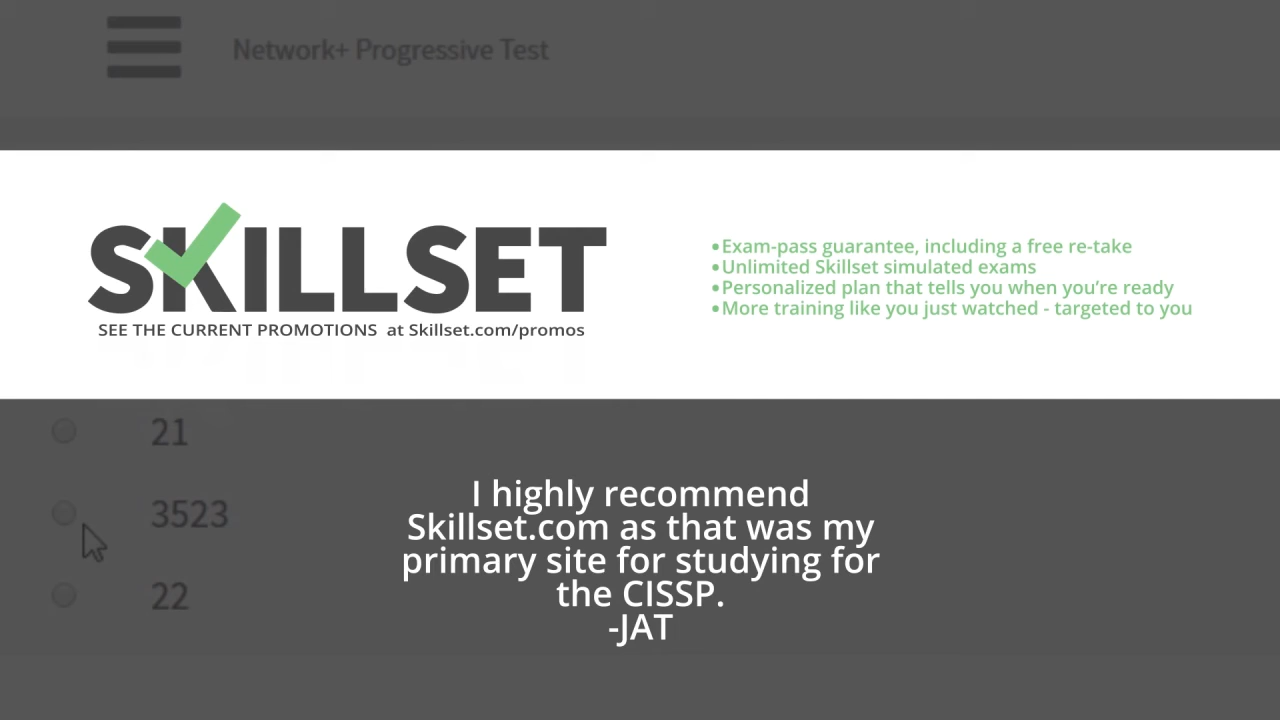 Network+ Progressive Test
SKILLSET
SEE THE CURRENT PROMOTIONS at Skillset.com/promos
•Exam-pass guarantee, including a free re-take
•Unlimited Skillset simulated exams
•Personalized plan that tells you when you’re ready
•More training like you just watched - targeted to you
21
3523
22
I highly recommend
Skillset.com as that was my
primary site for studying for
the CISSP.
-JAT